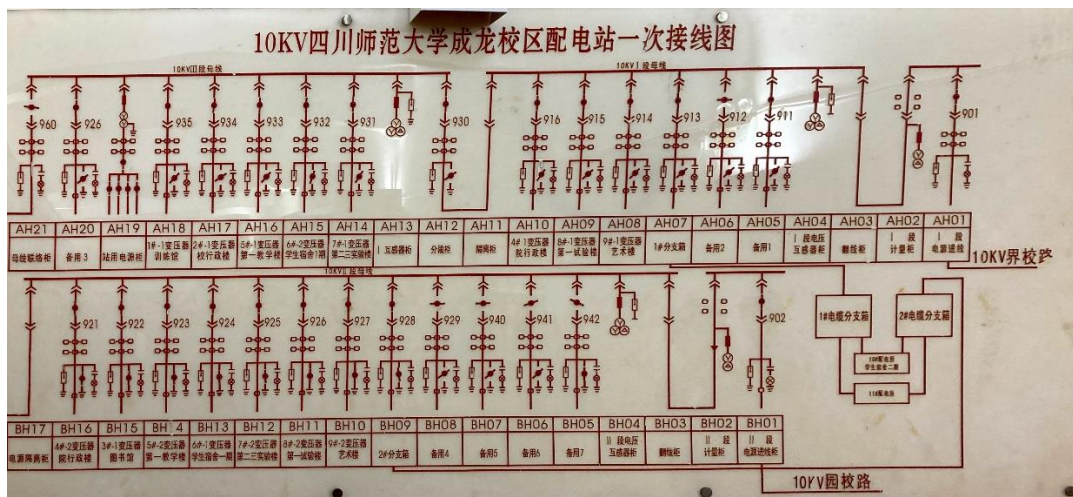 10KV四川师范大学成龙校区配电站一次接线图
10KVⅢ段母线
10KVⅠ段母线
960 926 935 934 933 932 931 930 916 915 914 913 912 911 901
AH21 AH20 AH19 AH18 AH17 AH16 AH15 AH14 AH13 AH12 AH11 AH10 AH09 AH08 AH07 AH06 AH05 AH04 AH03 AH02 AH01
母线联络柜 备用3 站用电源柜 1#-1变压器 训练馆 2#-1变压器 校行政楼 5#-1变压器 第一教学楼 6#-2变压器 学生宿舍1期 7#-1变压器 第二三实验楼 1互感器柜 分段柜 隔离柜 4#1变压器 院行政楼 8#-1变压器 第一试验楼 9#-1变压器 艺术楼 1#分支箱 备用2 备用1 Ⅰ段电压 互感器柜 翻线柜 Ⅰ段 计量柜 Ⅰ段 电源进线
10KV界校路
10KVⅡ段母线
921 922 923 924 925 926 927 928 929 940 941 942 902
1#电缆分支箱 2#电缆分支箱
10#配电所
学生宿舍二期
11#配电所
BH17 BH16 BH15 BH14 BH13 BH12 BH11 BH10 BH09 BH08 BH07 BH06 BH05 BH04 BH03 BH02 BH01
电源隔离柜 4#-2变压器 院行政楼 3#-1变压器 图书馆 5#-2变压器 第一教学楼 6#-1变压器 学生宿舍一期 7#-2变压器 第二三实验楼 8#-2变压器 第一试验楼 9#-2变压器 艺术楼 2#分支箱 备用4 备用5 备用6 备用7 Ⅱ段电压 互感器柜 翻线柜 Ⅱ段 计量柜 Ⅱ段 电源进线柜
10KV园校路